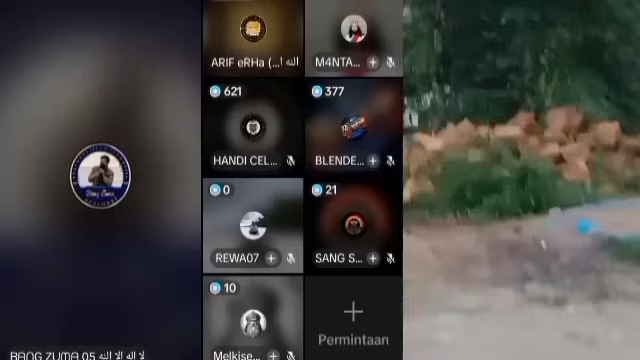 BANG ZUMA 05 لا اله الا الله
ARIF eRHa (...ا الله
M4NTA...
621
HANDI CEL...
377
BLENDE...
0
REWA07
21
SANG S...
10
Melkise...
Permintaan